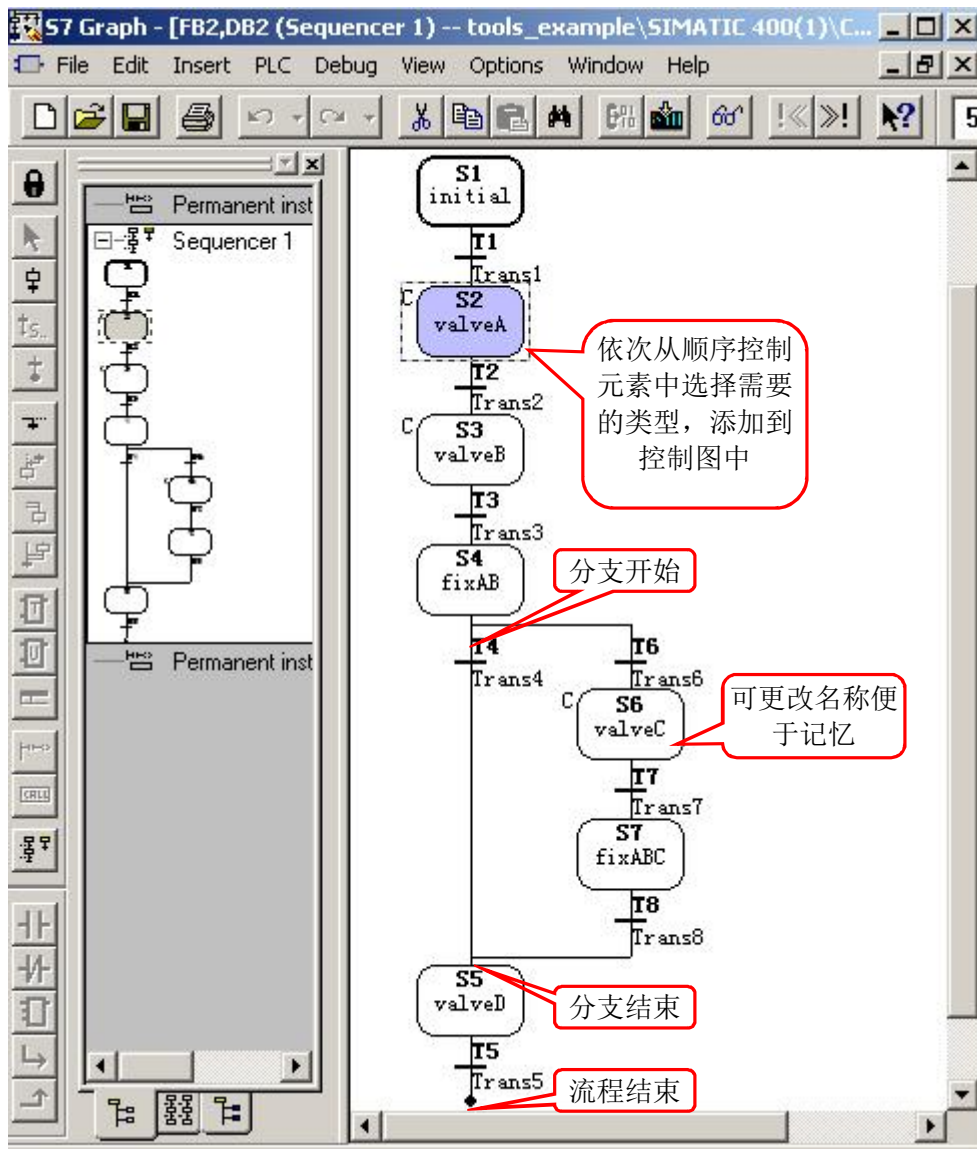 S7 Graph - [FB2,DB2 (Sequencer 1) -- tools_example\SIMATIC 400(1)\C...
File Edit Insert PLC Debug View Options Window Help
5
Permanent inst
Sequencer 1
Permanent inst
S1
initial
T1
Trans1
C
S2
valveA
依次从顺序控制
元素中选择需要
的类型，添加到
控制图中
T2
Trans2
C
S3
valveB
T3
Trans3
S4
fixAB
分支开始
T4
Trans4
T6
Trans6
C
S6
valveC
可更改名称便
于记忆
T7
Trans7
S7
fixABC
T8
Trans8
S5
valveD
分支结束
T5
Trans5
流程结束
CALL